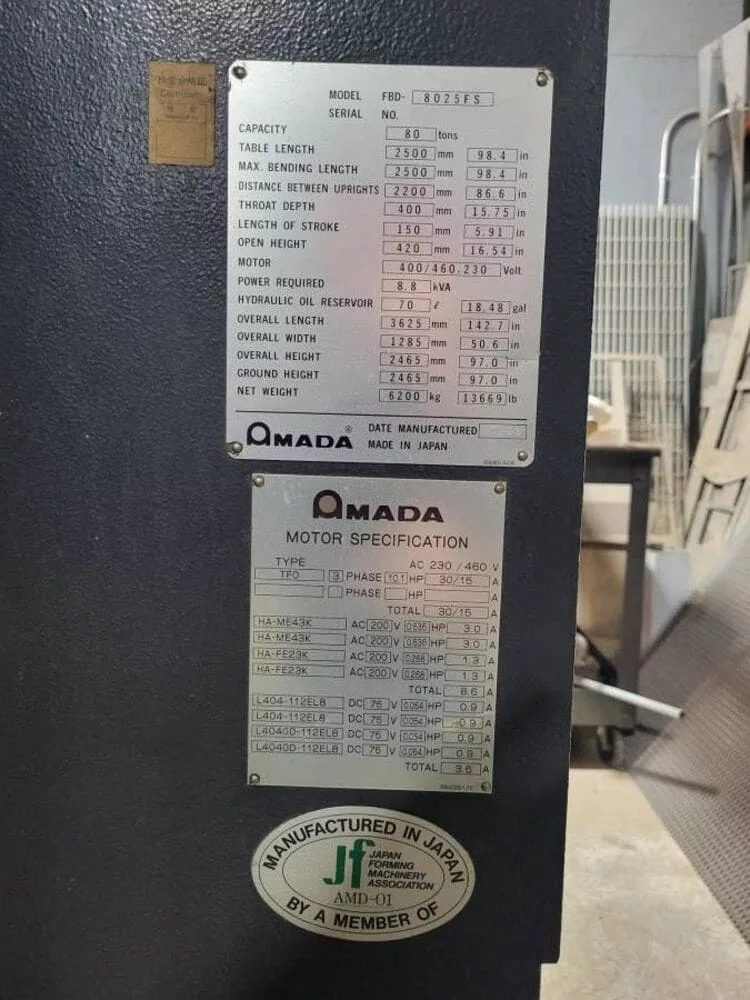 検査合格証
MODEL FBD- 8025FS
SERIAL NO.
CAPACITY 80 tons
TABLE LENGTH 2500 mm 98.4 in
MAX. BENDING LENGTH 2500 mm 98.4 in
DISTANCE BETWEEN UPRIGHTS 2200 mm 86.6 in
THROAT DEPTH 400 mm 15.75 in
LENGTH OF STROKE 150 mm 5.91 in
OPEN HEIGHT 420 mm 16.54 in
MOTOR 400/460.230 Volt
POWER REQUIRED 8.8 kVA
HYDRAULIC OIL RESERVOIR 70 ℓ 18.48 gal
OVERALL LENGTH 3625 mm 142.7 in
OVERALL WIDTH 1285 mm 50.6 in
OVERALL HEIGHT 2465 mm 97.0 in
GROUND HEIGHT 2465 mm 97.0 in
NET WEIGHT 6200 kg 13669 lb
AMADA ® DATE MANUFACTURED
MADE IN JAPAN
AMADA
MOTOR SPECIFICATION
TYPE AC 230 / 460 V
TFO 3 PHASE 10.1 HP 30/15 A
PHASE HP A
TOTAL 30/15 A
HA-ME43K AC 200 V 0.536 HP 3.0 A
HA-ME43K AC 200 V 0.536 HP 3.0 A
HA-FE23K AC 200 V 0.268 HP 1.3 A
HA-FE23K AC 200 V 0.268 HP 1.3 A
TOTAL 8.6 A
L404-112EL8 DC 75 V 0.054 HP 0.9 A
L404-112EL8 DC 75 V 0.054 HP 0.9 A
L404GD-112EL8 DC 75 V 0.054 HP 0.9 A
L404GD-112EL8 DC 75 V 0.054 HP 0.9 A
TOTAL 3.6 A
MANUFACTURED IN JAPAN
Jf JAPAN
FORMING
MACHINERY
ASSOCIATION
AMD-01
BY A MEMBER OF